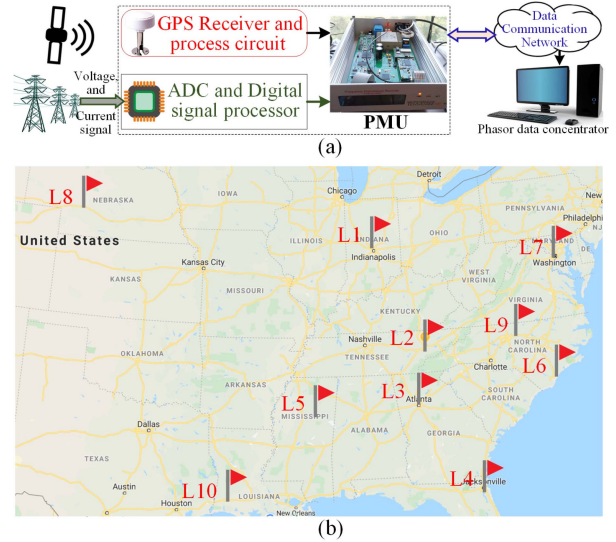 GPS Receiver and
process circuit
Data
Communication
Network
Voltage,
and
Current signal
ADC and Digital
signal processor
PMU
Phasor data concentrator
(a)
Detroit
Chicago
L8
NEBRASKA
IOWA
PENNSYLVANIA
New
Philadelphia
NJ
L1
ILLINOIS
INDIANA
OHIO
L7
MARYLAND
DE
United States
Indianapolis
Washington
Kansas City
KANSAS
MISSOURI
WEST
VIRGINIA
KENTUCKY
VIRGINIA
L9
L2
Nashville
TENNESSEE
NORTH
CAROLINA
OKLAHOMA
Charlotte
L6
ARKANSAS
L3
Atlanta
SOUTH
CAROLINA
L5
MISSISSIPPI
ALABAMA
GEORGIA
Dallas
TEXAS
L4
Jacksonville
L10
LOUISIANA
Austin
Houston
New Orleans
(b)